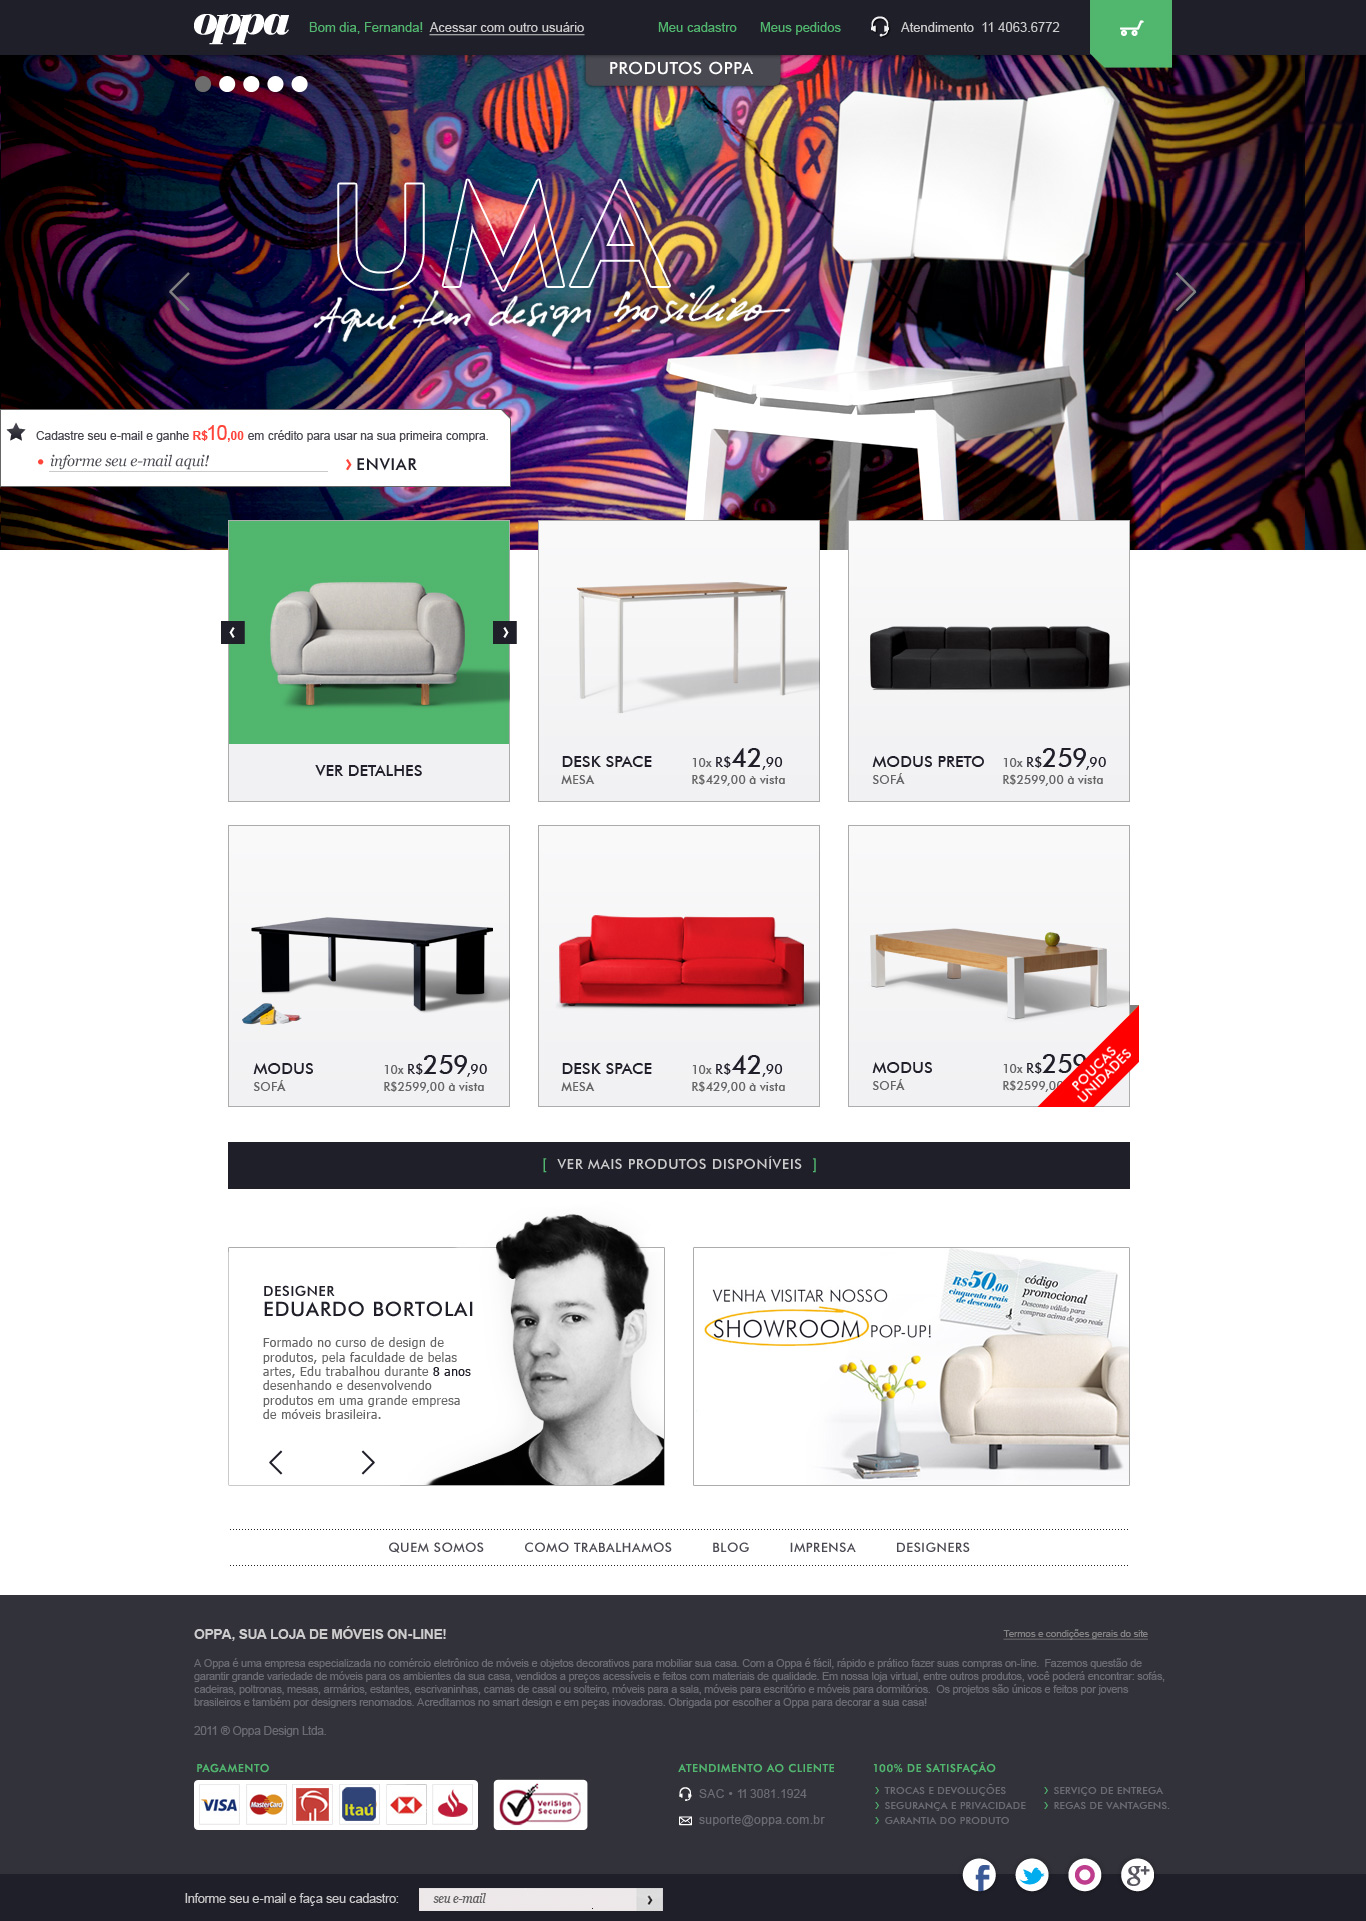 oppa
Bom dia, Fernanda! Acessar com outro usuário
Meu cadastro
Meus pedidos
Atendimento 11 4063.6772
PRODUTOS OPPA
UMA
Aqui tem design brasileiro
Cadastre seu e-mail e ganhe R$10,00 em crédito para usar na sua primeira compra.
informe seu e-mail aqui!
ENVIAR
VER DETALHES
DESK SPACE 10x R$42,90
MESA R$429,00 à vista
MODUS PRETO 10x R$259,90
SOFÁ R$2599,00 à vista
MODUS 10x R$259,90
SOFÁ R$2599,00 à vista
DESK SPACE 10x R$42,90
MESA R$429,00 à vista
MODUS 10x R$259
SOFÁ R$2599,00
POUCAS
UNIDADES
[ VER MAIS PRODUTOS DISPONÍVEIS ]
DESIGNER
EDUARDO BORTOLAI
Formado no curso de design de
produtos, pela faculdade de belas
artes, Edu trabalhou durante 8 anos
desenhando e desenvolvendo
produtos em uma grande empresa
de móveis brasileira.
VENHA VISITAR NOSSO
SHOWROOM POP-UP!
R$50,00
cinquenta reais
de desconto
código
promocional
Desconto válido para
compras acima de 500 reais
QUEM SOMOS
COMO TRABALHAMOS
BLOG
IMPRENSA
DESIGNERS
OPPA, SUA LOJA DE MÓVEIS ON-LINE!
Termos e condições gerais do site
A Oppa é uma empresa especializada no comércio eletrônico de móveis e objetos decorativos para mobiliar sua casa. Com a Oppa é fácil, rápido e prático fazer suas compras on-line. Fazemos questão de
garantir grande variedade de móveis para os ambientes da sua casa, vendidos a preços acessíveis e feitos com materiais de qualidade. Em nossa loja virtual, entre outros produtos, você poderá encontrar: sofás,
cadeiras, poltronas, mesas, armários, estantes, escrivaninhas, camas de casal ou solteiro, móveis para a sala, móveis para escritório e móveis para dormitórios. Os projetos são únicos e feitos por jovens
brasileiros e também por designers renomados. Acreditamos no smart design e em peças inovadoras. Obrigada por escolher a Oppa para decorar a sua casa!
2011 ® Oppa Design Ltda.
PAGAMENTO
VISA
MasterCard
Itaú
VeriSign
Secured
ATENDIMENTO AO CLIENTE
SAC • 11 3081.1924
suporte@oppa.com.br
100% DE SATISFAÇÃO
TROCAS E DEVOLUÇÕES
SEGURANÇA E PRIVACIDADE
GARANTIA DO PRODUTO
SERVIÇO DE ENTREGA
REGAS DE VANTAGENS.
f
g+
Informe seu e-mail e faça seu cadastro:
seu e-mail